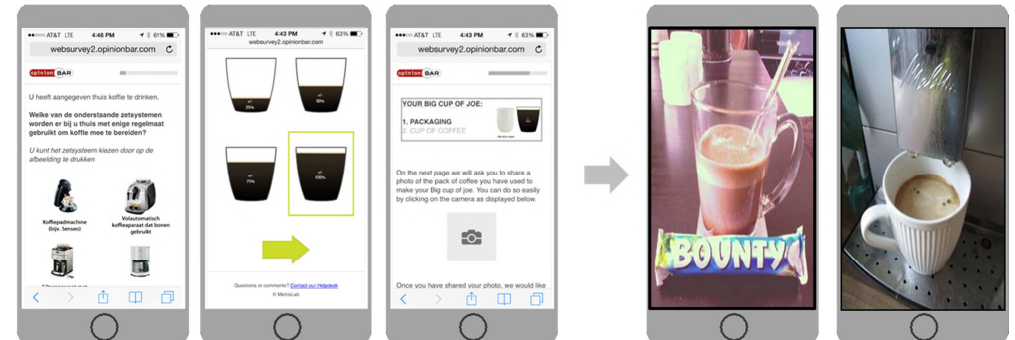 ●●○○○ AT&T LTE 4:46 PM 61%
websurvey2.opinionbar.com
opinion BAR
U heeft aangegeven thuis koffie te drinken.
Welke van de onderstaande zetsystemen
worden er bij u thuis met enige regelmaat
gebruikt om koffie mee te bereiden?
U kunt het zetsysteem kiezen door op de
afbeelding te drukken
Koffiepadmachine
(bijv. Senseo)
Volautomatisch
koffieapparaat dat bonen
gebruikt
●●●○○ AT&T LTE 4:43 PM 63%
websurvey2.opinionbar.com
25%
50%
75%
100%
Questions or comments? Contact our Helpdesk
© MetrixLab
●●●○○ AT&T LTE 4:43 PM 63%
websurvey2.opinionbar.com
opinion BAR
YOUR BIG CUP OF JOE:
1. PACKAGING
2. CUP OF COFFEE
On the next page we will ask you to share a
photo of the pack of coffee you have used to
make your Big cup of joe. You can do so easily
by clicking on the camera as displayed below.
Once you have shared your photo, we would like
BOUNTY